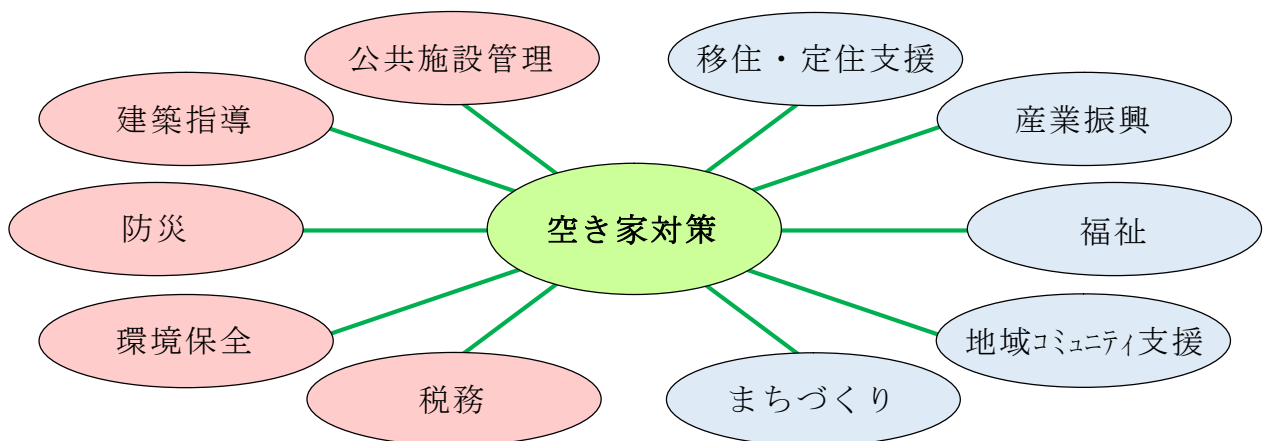 公共施設管理
移住・定住支援
建築指導
産業振興
防災
空き家対策
福祉
環境保全
地域コミュニティ支援
税務
まちづくり